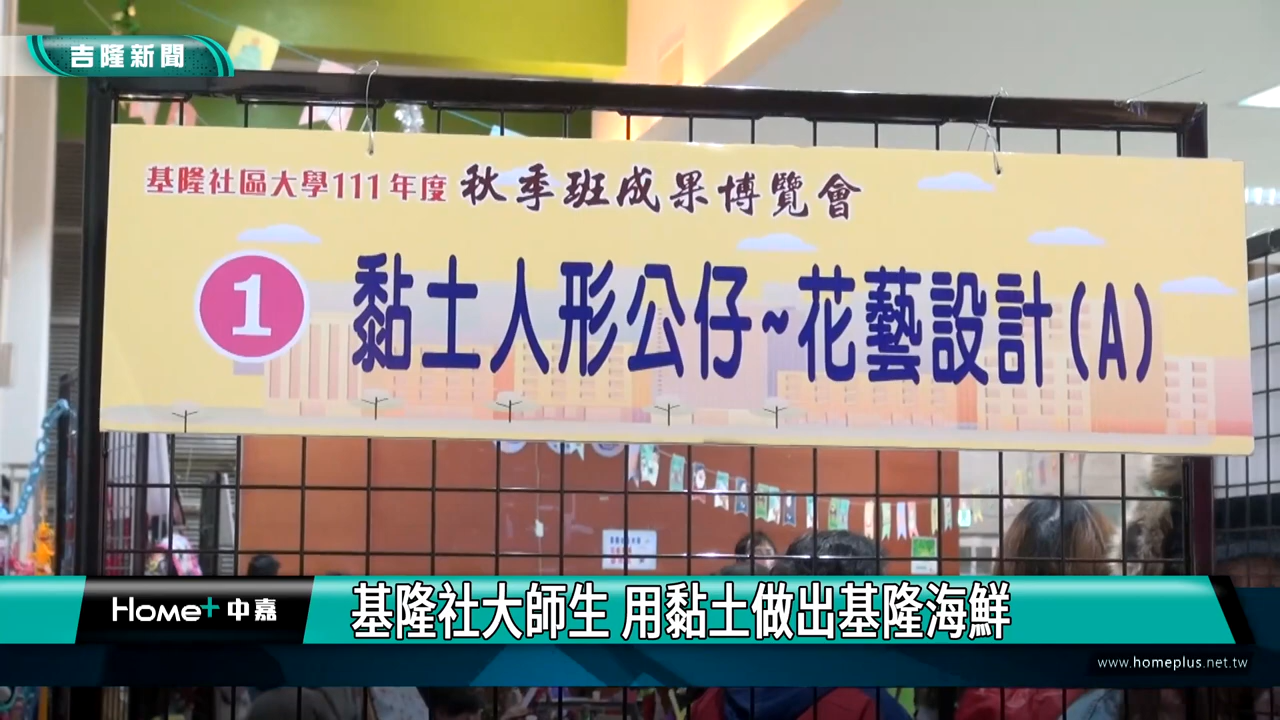 吉隆新聞
基隆社區大學111年度 秋季班成果博覽會
1 黏土人形公仔~花藝設計(A)
Home+中嘉
基隆社大師生 用黏土做出基隆海鮮
www.homeplus.net.tw